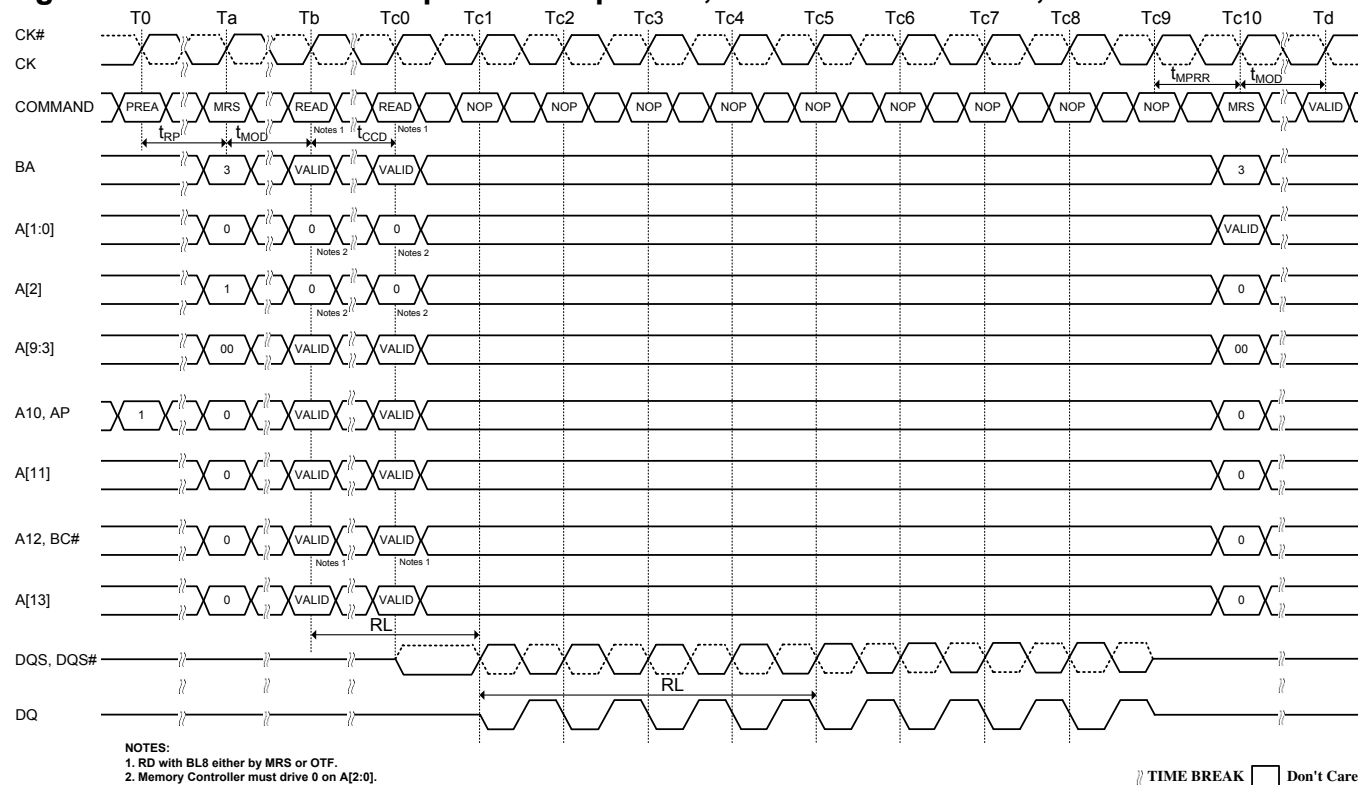 T0 Ta Tb Tc0 Tc1 Tc2 Tc3 Tc4 Tc5 Tc6 Tc7 Tc8 Tc9 Tc10 Td
CK#
CK
tMPRR tMOD
COMMAND PREA MRS READ READ NOP NOP NOP NOP NOP NOP NOP NOP NOP MRS VALID
Notes 1 Notes 1
tRP tMOD tCCD
BA 3 VALID VALID 3
A[1:0] 0 0 0 VALID
Notes 2 Notes 2
A[2] 1 0 0 0
Notes 2 Notes 2
A[9:3] 00 VALID VALID 00
A10, AP 1 0 VALID VALID 0
A[11] 0 VALID VALID 0
A12, BC# 0 VALID VALID 0
Notes 1 Notes 1
A[13] 0 VALID VALID 0
RL
DQS, DQS#
RL
DQ
NOTES:
1. RD with BL8 either by MRS or OTF.
2. Memory Controller must drive 0 on A[2:0].
TIME BREAK Don't Care